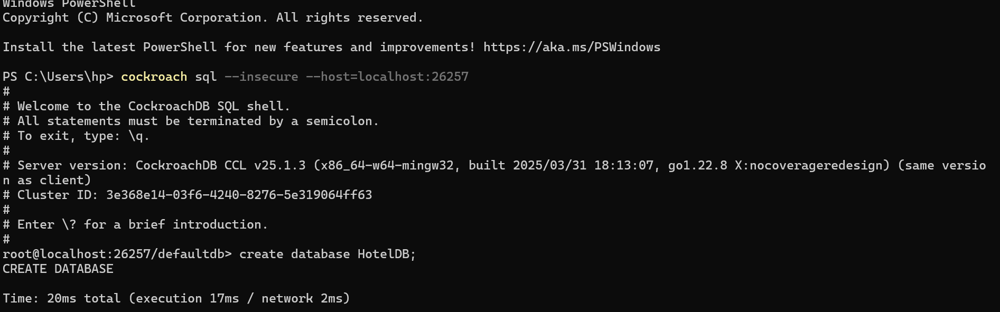 Windows PowerShell
Copyright (C) Microsoft Corporation. All rights reserved.
Install the latest PowerShell for new features and improvements! https://aka.ms/PSWindows
PS C:\Users\hp> cockroach sql --insecure --host=localhost:26257
#
# Welcome to the CockroachDB SQL shell.
# All statements must be terminated by a semicolon.
# To exit, type: \q.
#
# Server version: CockroachDB CCL v25.1.3 (x86_64-w64-mingw32, built 2025/03/31 18:13:07, go1.22.8 X:nocoverageredesign) (same versio
n as client)
# Cluster ID: 3e368e14-03f6-4240-8276-5e319064ff63
#
# Enter \? for a brief introduction.
#
root@localhost:26257/defaultdb> create database HotelDB;
CREATE DATABASE
Time: 20ms total (execution 17ms / network 2ms)